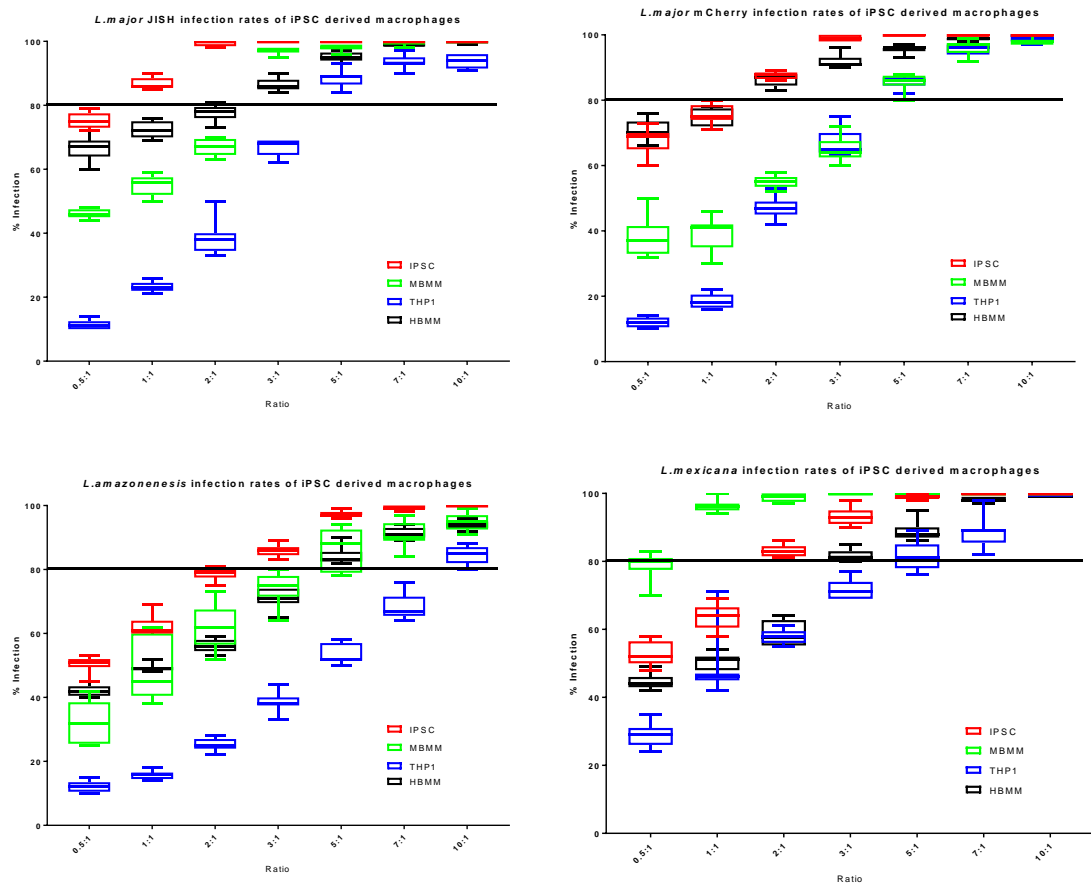 L.major JISH infection rates of iPSC derived macrophages
100
80
60
40
20
0
% Infection
IPSC
MBMM
THP1
HBMM
0.5:1 1:1 2:1 3:1 5:1 7:1 10:1
Ratio
L.major mCherry infection rates of iPSC derived macrophages
100
80
60
40
20
0
% Infection
IPSC
MBMM
THP1
HBMM
0.5:1 1:1 2:1 3:1 5:1 7:1 10:1
Ratio
L.amazonenesis infection rates of iPSC derived macrophages
100
80
60
40
20
0
% Infection
IPSC
MBMM
THP1
HBMM
0.5:1 1:1 2:1 3:1 5:1 7:1 10:1
Ratio
L.mexicana infection rates of iPSC derived macrophages
100
80
60
40
20
0
% Infection
IPSC
MBMM
THP1
HBMM
0.5:1 1:1 2:1 3:1 5:1 7:1 10:1
Ratio